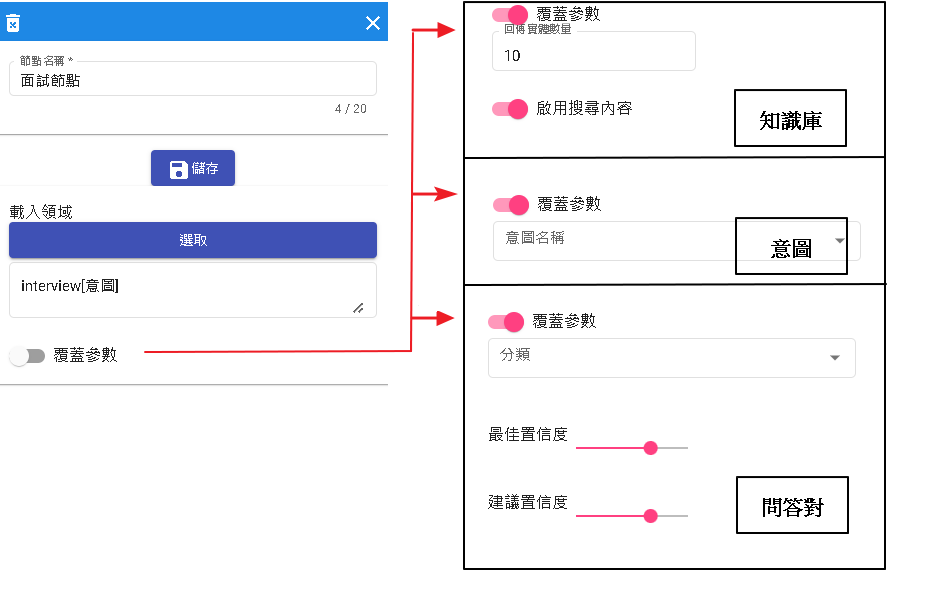 節點名稱 *
面試節點
4 / 20
儲存
載入領域
選取
interview[意圖]
覆蓋參數
覆蓋參數
回傳實體數量
10
啟用搜尋內容
知識庫
覆蓋參數
意圖名稱
意圖
覆蓋參數
分類
最佳置信度
建議置信度
問答對